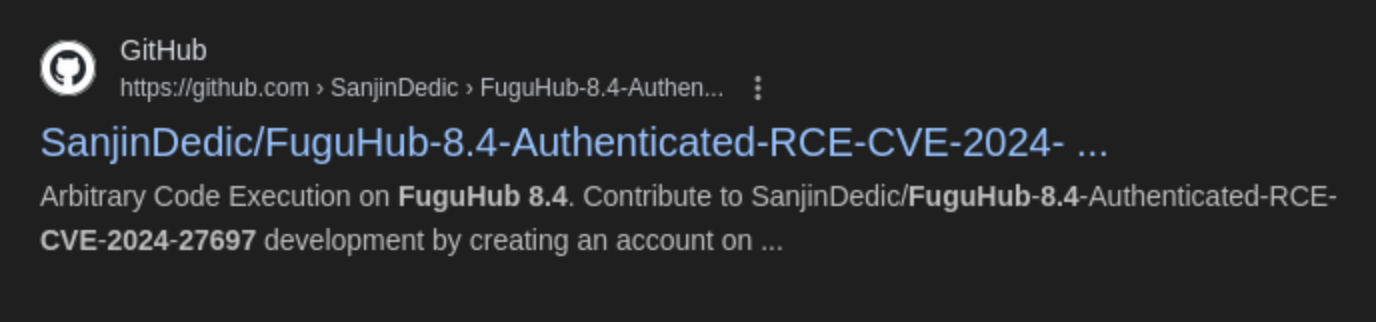 GitHub
https://github.com › SanjinDedic › FuguHub-8.4-Authen...
SanjinDedic/FuguHub-8.4-Authenticated-RCE-CVE-2024- ...
Arbitrary Code Execution on FuguHub 8.4. Contribute to SanjinDedic/FuguHub-8.4-Authenticated-RCE-
CVE-2024-27697 development by creating an account on ...